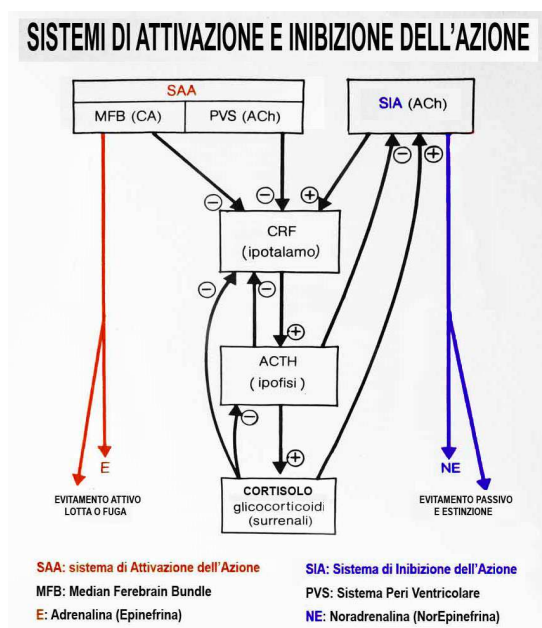 SISTEMI DI ATTIVAZIONE E INIBIZIONE DELL'AZIONE
SAA
MFB (CA)
PVS (ACh)
SIA (ACh)
−
+
−
−
−
+
CRF
(ipotalamo)
−
−
+
ACTH
(ipofisi)
−
+
E
NE
CORTISOLO
glicocorticoidi
(surrenali)
EVITAMENTO ATTIVO
LOTTA O FUGA
EVITAMENTO PASSIVO
E ESTINZIONE
SAA: sistema di Attivazione dell'Azione
SIA: Sistema di Inibizione dell'Azione
MFB: Median Ferebrain Bundle
PVS: Sistema Peri Ventricolare
E: Adrenalina (Epinefrina)
NE: Noradrenalina (NorEpinefrina)